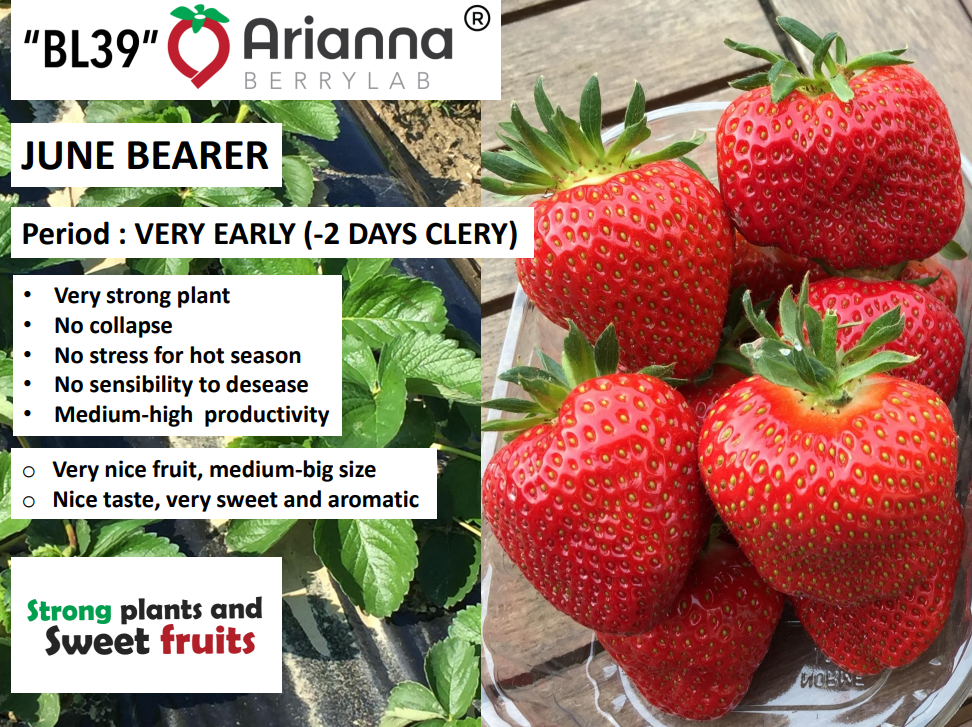 "BL39" Arianna ®
BERRYLAB
JUNE BEARER
Period : VERY EARLY (-2 DAYS CLERY)
• Very strong plant
• No collapse
• No stress for hot season
• No sensibility to desease
• Medium-high productivity
o Very nice fruit, medium-big size
o Nice taste, very sweet and aromatic
Strong plants and
Sweet fruits